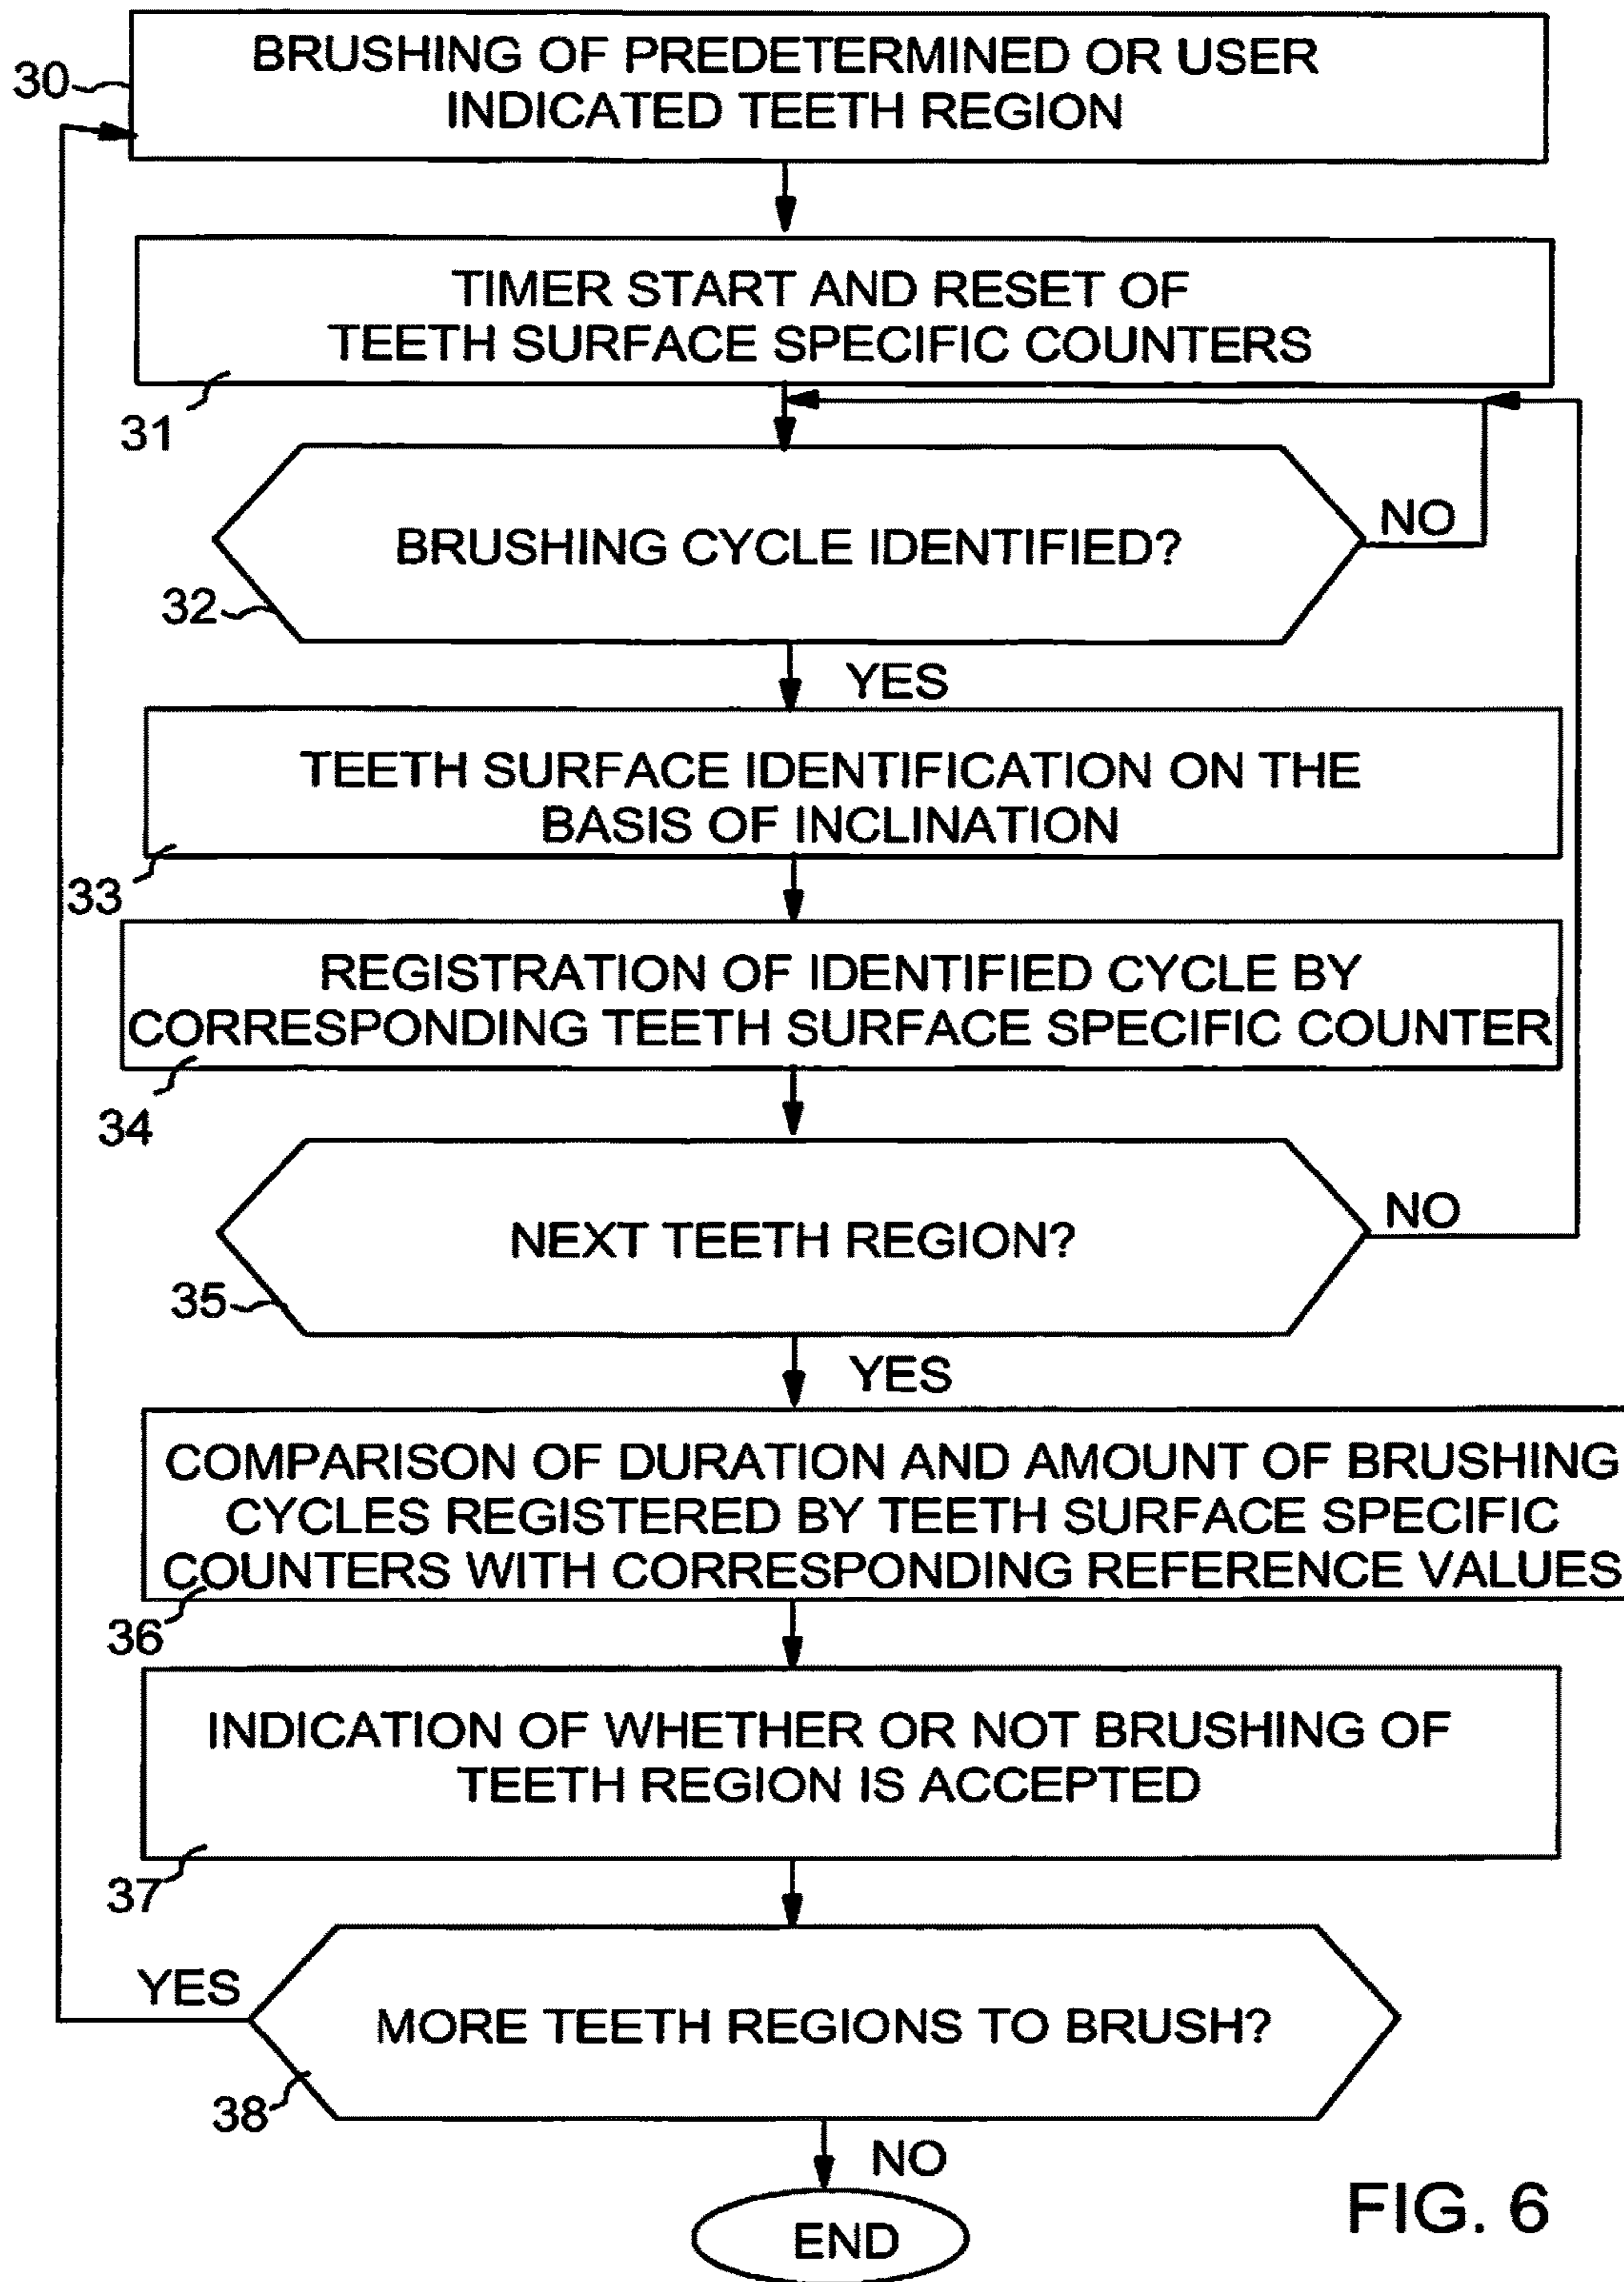 30
BRUSHING OF PREDETERMINED OR USER
INDICATED TEETH REGION
TIMER START AND RESET OF
TEETH SURFACE SPECIFIC COUNTERS
31
BRUSHING CYCLE IDENTIFIED?
NO
32
YES
TEETH SURFACE IDENTIFICATION ON THE
BASIS OF INCLINATION
33
REGISTRATION OF IDENTIFIED CYCLE BY
CORRESPONDING TEETH SURFACE SPECIFIC COUNTER
34
NEXT TEETH REGION?
NO
35
YES
COMPARISON OF DURATION AND AMOUNT OF BRUSHING
CYCLES REGISTERED BY TEETH SURFACE SPECIFIC
COUNTERS WITH CORRESPONDING REFERENCE VALUES
36
INDICATION OF WHETHER OR NOT BRUSHING OF
TEETH REGION IS ACCEPTED
37
YES
MORE TEETH REGIONS TO BRUSH?
38
NO
END
FIG. 6